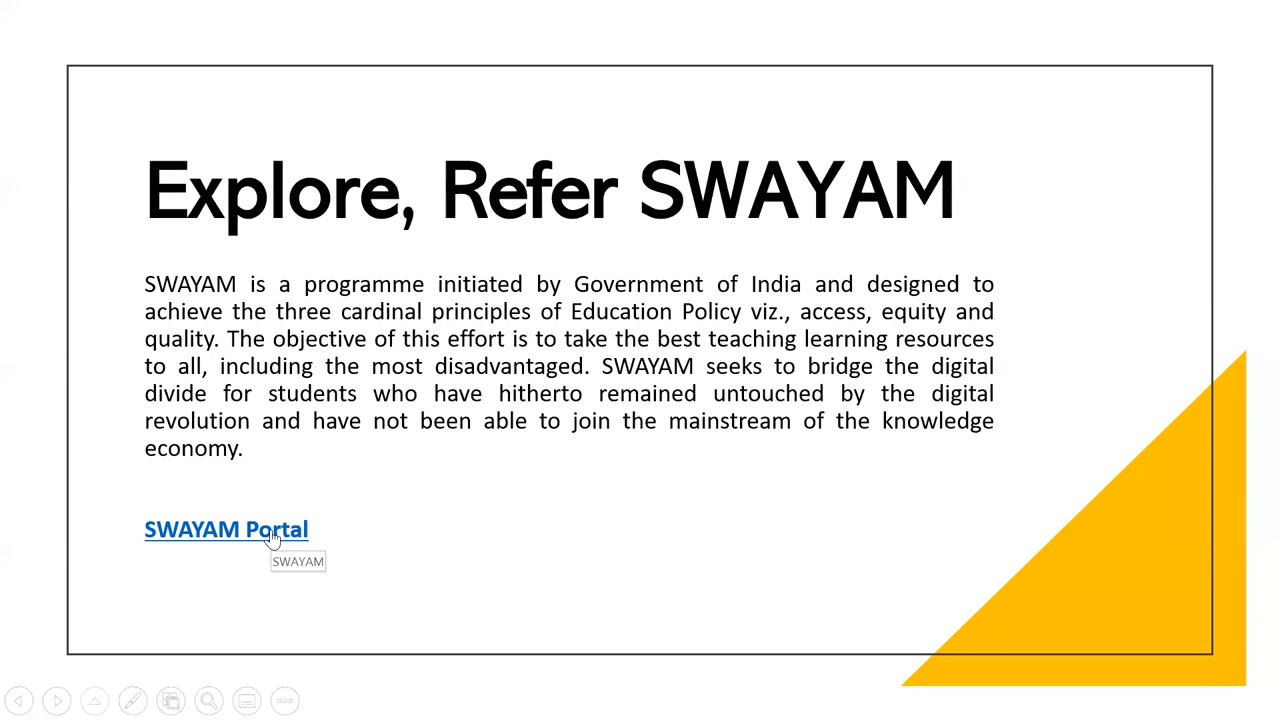 Explore, Refer SWAYAM
SWAYAM is a programme initiated by Government of India and designed to
achieve the three cardinal principles of Education Policy viz., access, equity and
quality. The objective of this effort is to take the best teaching learning resources
to all, including the most disadvantaged. SWAYAM seeks to bridge the digital
divide for students who have hitherto remained untouched by the digital
revolution and have not been able to join the mainstream of the knowledge
economy.
SWAYAM Portal
SWAYAM